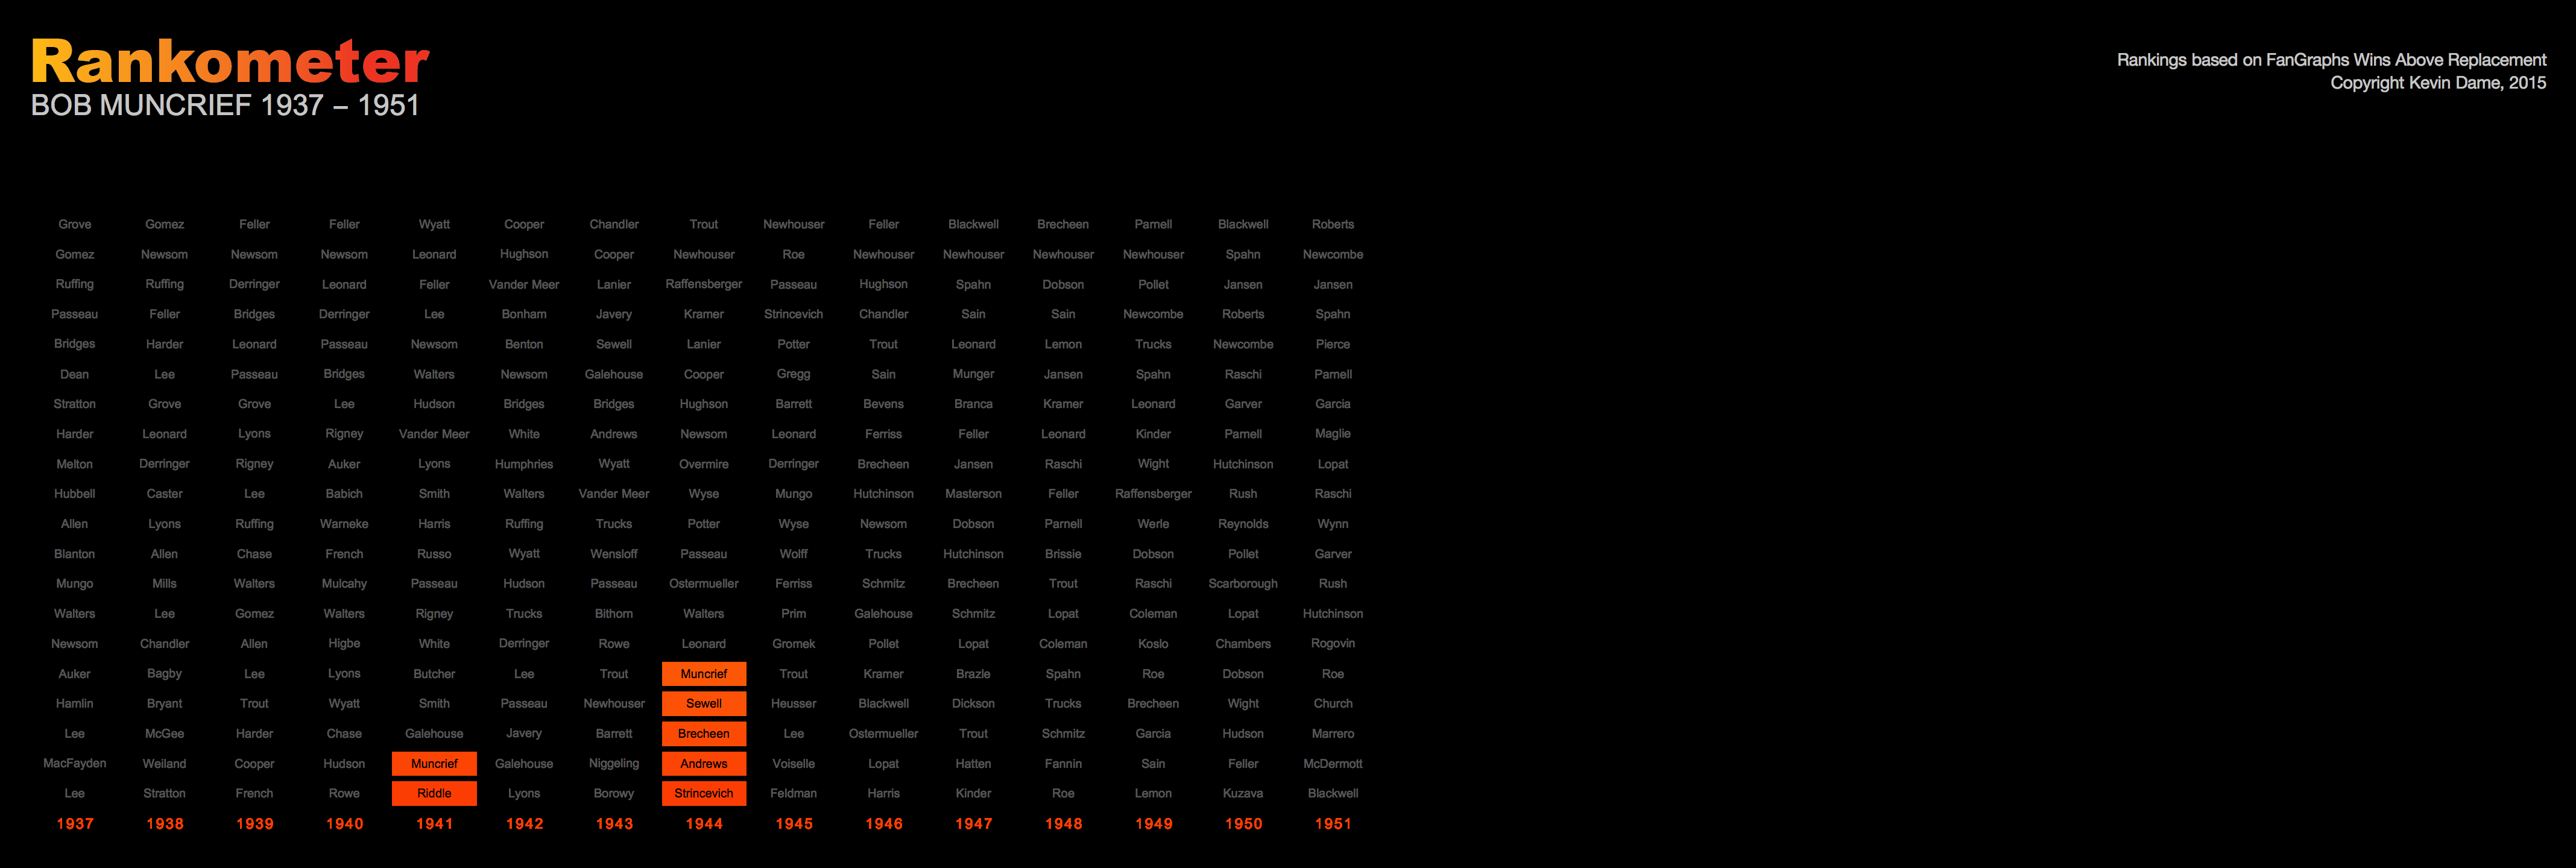 Rankometer
BOB MUNCRIEF 1937 – 1951
Rankings based on FanGraphs Wins Above Replacement
Copyright Kevin Dame, 2015
Grove Gomez Feller Feller Wyatt Cooper Chandler Trout Newhouser Feller Blackwell Brecheen Parnell Blackwell Roberts
Gomez Newsom Newsom Newsom Leonard Hughson Cooper Newhouser Roe Newhouser Newhouser Newhouser Newhouser Spahn Newcombe
Ruffing Ruffing Derringer Leonard Feller Vander Meer Lanier Raffensberger Passeau Hughson Spahn Dobson Pollet Jansen Jansen
Passeau Feller Bridges Derringer Lee Bonham Javery Kramer Strincevich Chandler Sain Sain Newcombe Roberts Spahn
Bridges Harder Leonard Passeau Newsom Benton Sewell Lanier Potter Trout Leonard Lemon Trucks Newcombe Pierce
Dean Lee Passeau Bridges Walters Newsom Galehouse Cooper Gregg Sain Munger Jansen Spahn Raschi Parnell
Stratton Grove Grove Lee Hudson Bridges Bridges Hughson Barrett Bevens Branca Kramer Leonard Garver Garcia
Harder Leonard Lyons Rigney Vander Meer White Andrews Newsom Leonard Ferriss Feller Leonard Kinder Parnell Maglie
Melton Derringer Rigney Auker Lyons Humphries Wyatt Overmire Derringer Brecheen Jansen Raschi Wight Hutchinson Lopat
Hubbell Caster Lee Babich Smith Walters Vander Meer Wyse Mungo Hutchinson Masterson Feller Raffensberger Rush Raschi
Allen Lyons Ruffing Warneke Harris Ruffing Trucks Potter Wyse Newsom Dobson Parnell Werle Reynolds Wynn
Blanton Allen Chase French Russo Wyatt Wensloff Passeau Wolff Trucks Hutchinson Brissie Dobson Pollet Garver
Mungo Mills Walters Mulcahy Passeau Hudson Passeau Ostermueller Ferriss Schmitz Brecheen Trout Raschi Scarborough Rush
Walters Lee Gomez Walters Rigney Trucks Bithorn Walters Prim Galehouse Schmitz Lopat Coleman Lopat Hutchinson
Newsom Chandler Allen Higbe White Derringer Rowe Leonard Gromek Pollet Lopat Coleman Koslo Chambers Rogovin
Auker Bagby Lee Lyons Butcher Lee Trout Muncrief Trout Kramer Brazle Spahn Roe Dobson Roe
Hamlin Bryant Trout Wyatt Smith Passeau Newhouser Sewell Heusser Blackwell Dickson Trucks Brecheen Wight Church
Lee McGee Harder Chase Galehouse Javery Barrett Brecheen Lee Ostermueller Trout Schmitz Garcia Hudson Marrero
MacFayden Weiland Cooper Hudson Muncrief Galehouse Niggeling Andrews Voiselle Lopat Hatten Fannin Sain Feller McDermott
Lee Stratton French Rowe Riddle Lyons Borowy Strincevich Feldman Harris Kinder Roe Lemon Kuzava Blackwell
1937 1938 1939 1940 1941 1942 1943 1944 1945 1946 1947 1948 1949 1950 1951